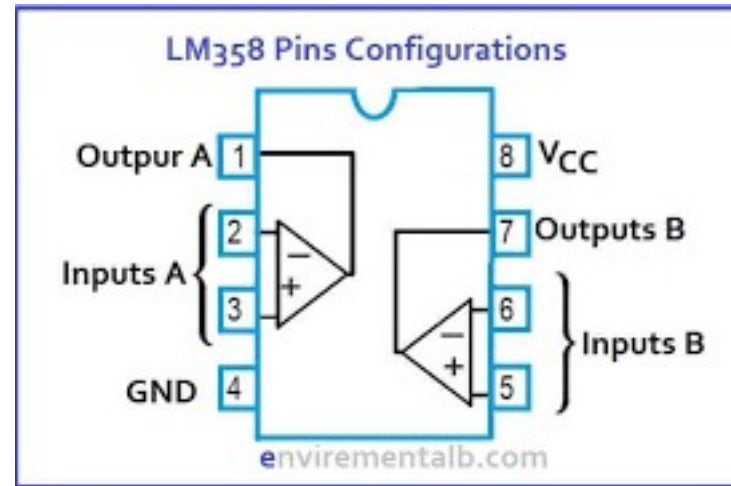 LM358 Pins Configurations
Outpur A 1
8 VCC
2
7 Outputs B
Inputs A
−
+
3
6
−
+
Inputs B
GND 4
5
envirementalb.com